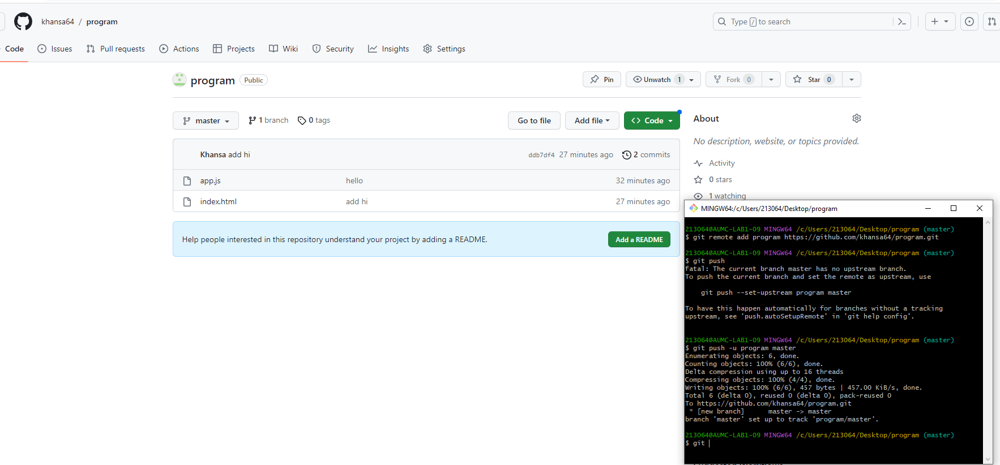 khansa64 / program
Type / to search
Code Issues Pull requests Actions Projects Wiki Security Insights Settings
program Public
Pin Unwatch 1 Fork 0 Star 0
master 1 branch 0 tags Go to file Add file <> Code
About
No description, website, or topics provided.
Khansa add hi ddb7df4 27 minutes ago 2 commits
Activity
app.js hello 32 minutes ago
0 stars
index.html add hi 27 minutes ago
1 watching
Help people interested in this repository understand your project by adding a README. Add a README
MINGW64:/c/Users/213064/Desktop/program
213064@AUMC-LAB1-09 MINGW64 /c/Users/213064/Desktop/program (master)
$ git remote add program https://github.com/khansa64/program.git
213064@AUMC-LAB1-09 MINGW64 /c/Users/213064/Desktop/program (master)
$ git push
fatal: The current branch master has no upstream branch.
To push the current branch and set the remote as upstream, use
git push --set-upstream program master
To have this happen automatically for branches without a tracking
upstream, see 'push.autoSetupRemote' in 'git help config'.
213064@AUMC-LAB1-09 MINGW64 /c/Users/213064/Desktop/program (master)
$ git push -u program master
Enumerating objects: 6, done.
Counting objects: 100% (6/6), done.
Delta compression using up to 16 threads
Compressing objects: 100% (4/4), done.
Writing objects: 100% (6/6), 457 bytes | 457.00 KiB/s, done.
Total 6 (delta 0), reused 0 (delta 0), pack-reused 0
To https://github.com/khansa64/program.git
* [new branch] master -> master
branch 'master' set up to track 'program/master'.
213064@AUMC-LAB1-09 MINGW64 /c/Users/213064/Desktop/program (master)
$ git